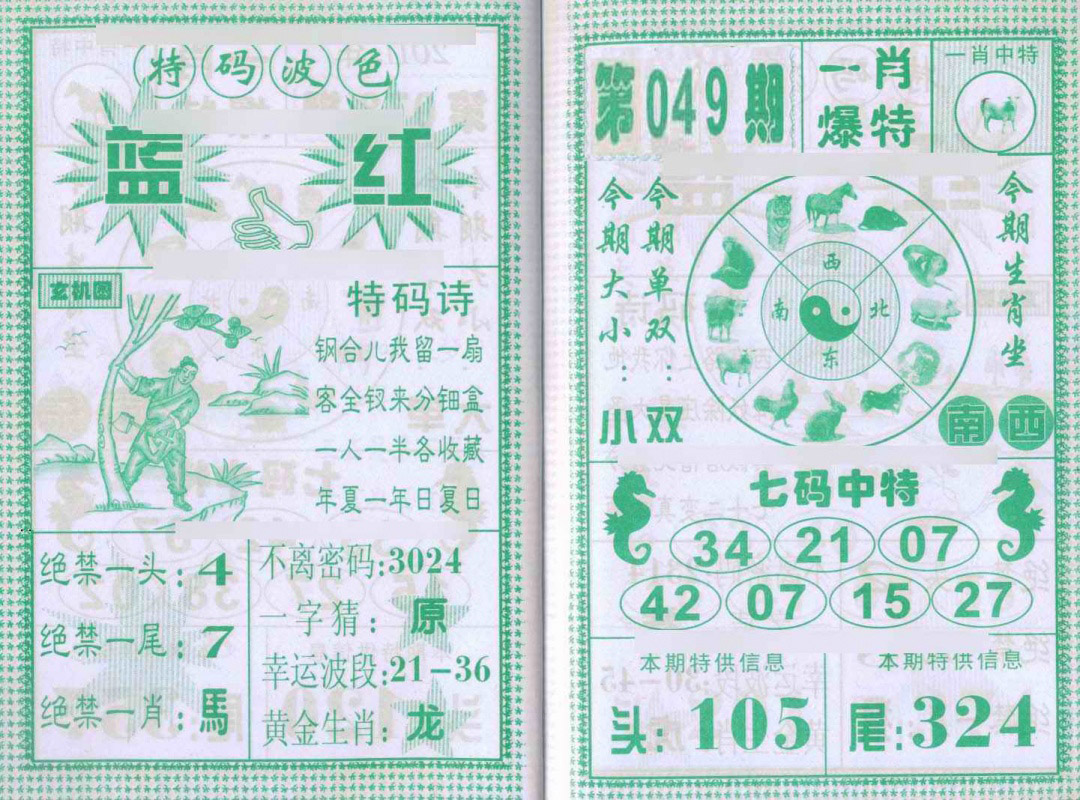 特码波色
蓝 红
玄机图
特码诗
钢合儿我留一扇
客全钗来分钿盒
一人一半各收藏
年夏一年日复日
绝禁一头:4
绝禁一尾:7
绝禁一肖:馬
不离密码:3024
一字猜:原
幸运波段:21-36
黄金生肖:龙
第049期
一肖
爆特
一肖中特
今期大小:小
今期单双:双
西
南 北
东
今期生肖坐
南 西
七码中特
34 21 07
42 07 15 27
本期特供信息
头:105
本期特供信息
尾:324